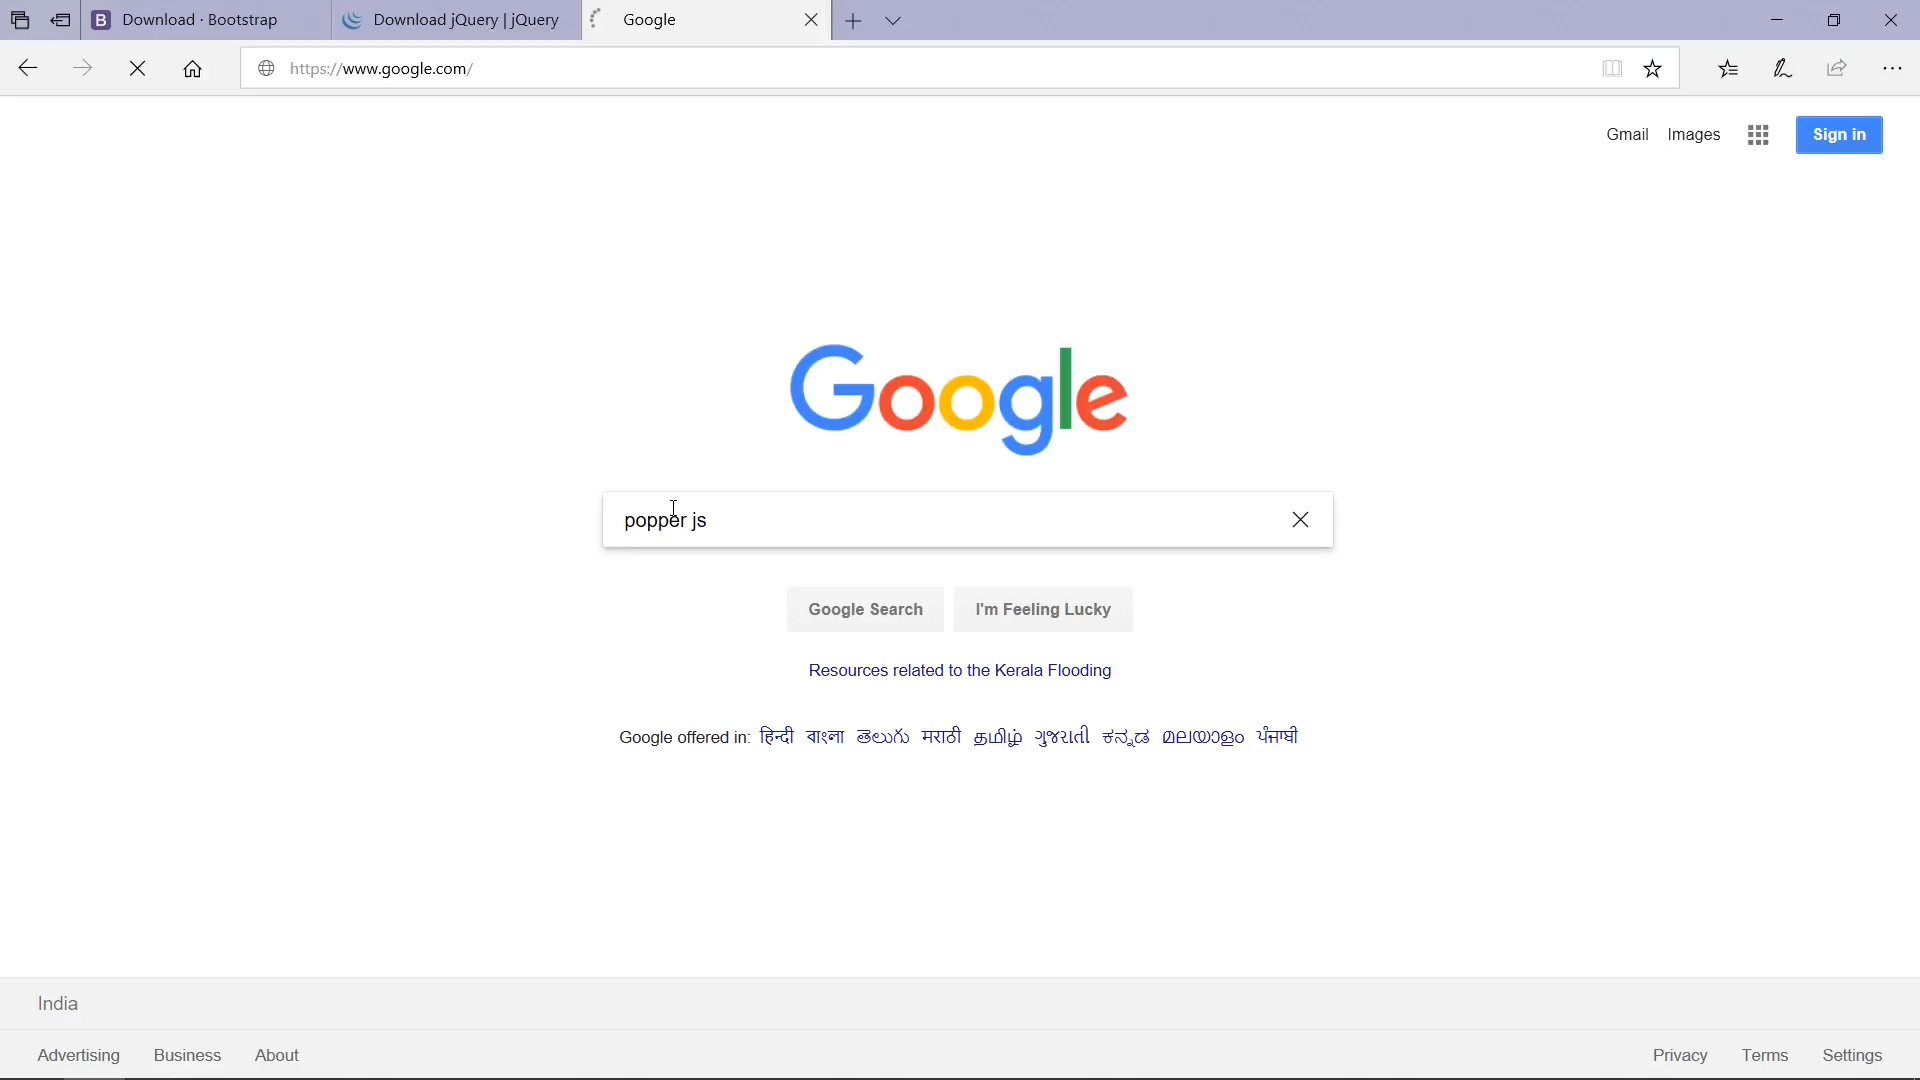 Download · Bootstrap
Download jQuery | jQuery
Google
https://www.google.com/
Gmail Images Sign in
Google
popper js
Google Search I'm Feeling Lucky
Resources related to the Kerala Flooding
Google offered in: हिन्दी বাংলা తెలుగు मराठी தமிழ் ગુજરાતી ಕನ್ನಡ മലയാളം ਪੰਜਾਬੀ
India
Advertising Business About Privacy Terms Settings